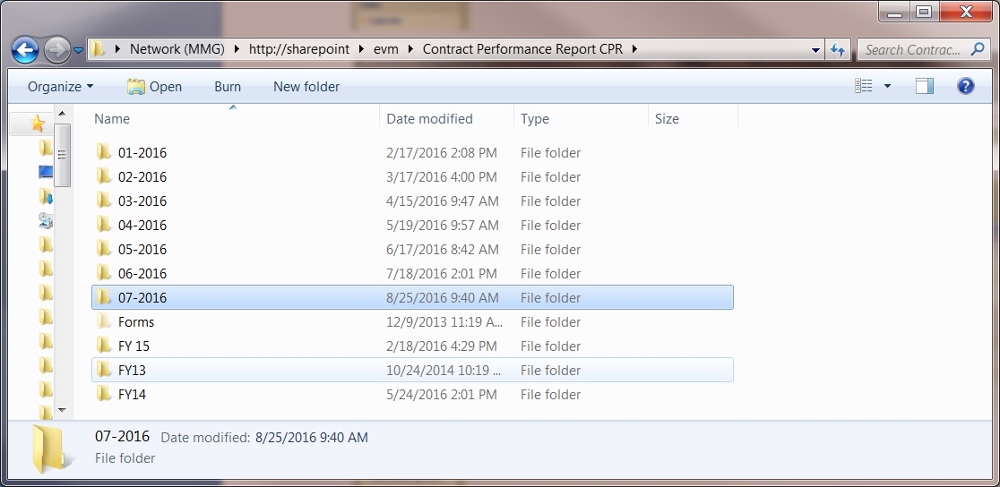 Network (MMG) http://sharepoint evm Contract Performance Report CPR Search Contrac...
Organize Open Burn New folder
Name Date modified Type Size
01-2016 2/17/2016 2:08 PM File folder
02-2016 3/17/2016 4:00 PM File folder
03-2016 4/15/2016 9:47 AM File folder
04-2016 5/19/2016 9:57 AM File folder
05-2016 6/17/2016 8:42 AM File folder
06-2016 7/18/2016 2:01 PM File folder
07-2016 8/25/2016 9:40 AM File folder
Forms 12/9/2013 11:19 A... File folder
FY 15 2/18/2016 4:29 PM File folder
FY13 10/24/2014 10:19 ... File folder
FY14 5/24/2016 2:01 PM File folder
07-2016 Date modified: 8/25/2016 9:40 AM
File folder